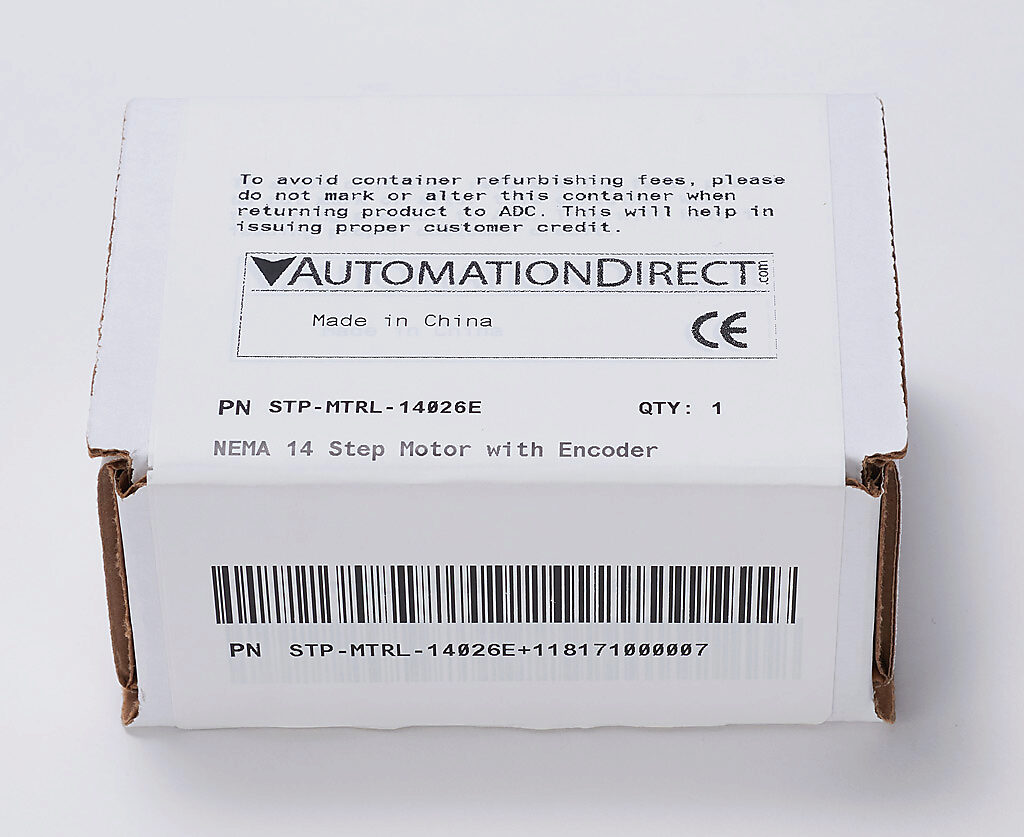 To avoid container refurbishing fees, please
do not mark or alter this container when
returning product to ADC. This will help in
issuing proper customer credit.
AUTOMATIONDIRECT.com
Made in China
CE
PN STP-MTRL-14026E QTY: 1
NEMA 14 Step Motor with Encoder
PN STP-MTRL-14026E+118171000007